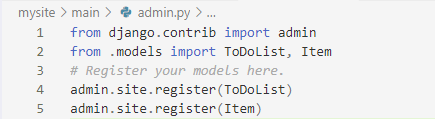 mysite > main > admin.py > ...
1 from django.contrib import admin
2 from .models import ToDoList, Item
3 # Register your models here.
4 admin.site.register(ToDoList)
5 admin.site.register(Item)